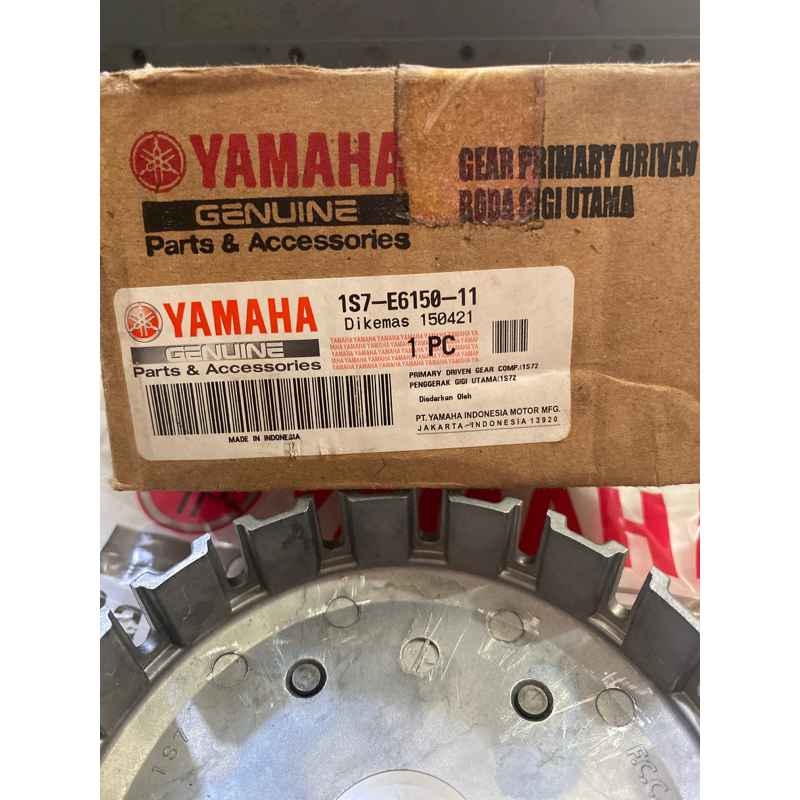 YAMAHA
GENUINE
Parts & Accessories
GEAR PRIMARY DRIVEN
RODA GIGI UTAMA
YAMAHA
GENUINE
Parts & Accessories
MADE IN INDONESIA
1S7-E6150-11
Dikemas 150421
1 PC
PRIMARY DRIVEN GEAR COMP.(1S72
PENGGERAK GIGI UTAMA(1S72
Diedarkan Oleh
PT. YAMAHA INDONESIA MOTOR MFG.
JAKARTA-INDONESIA 13920
1S7
F.C.C.